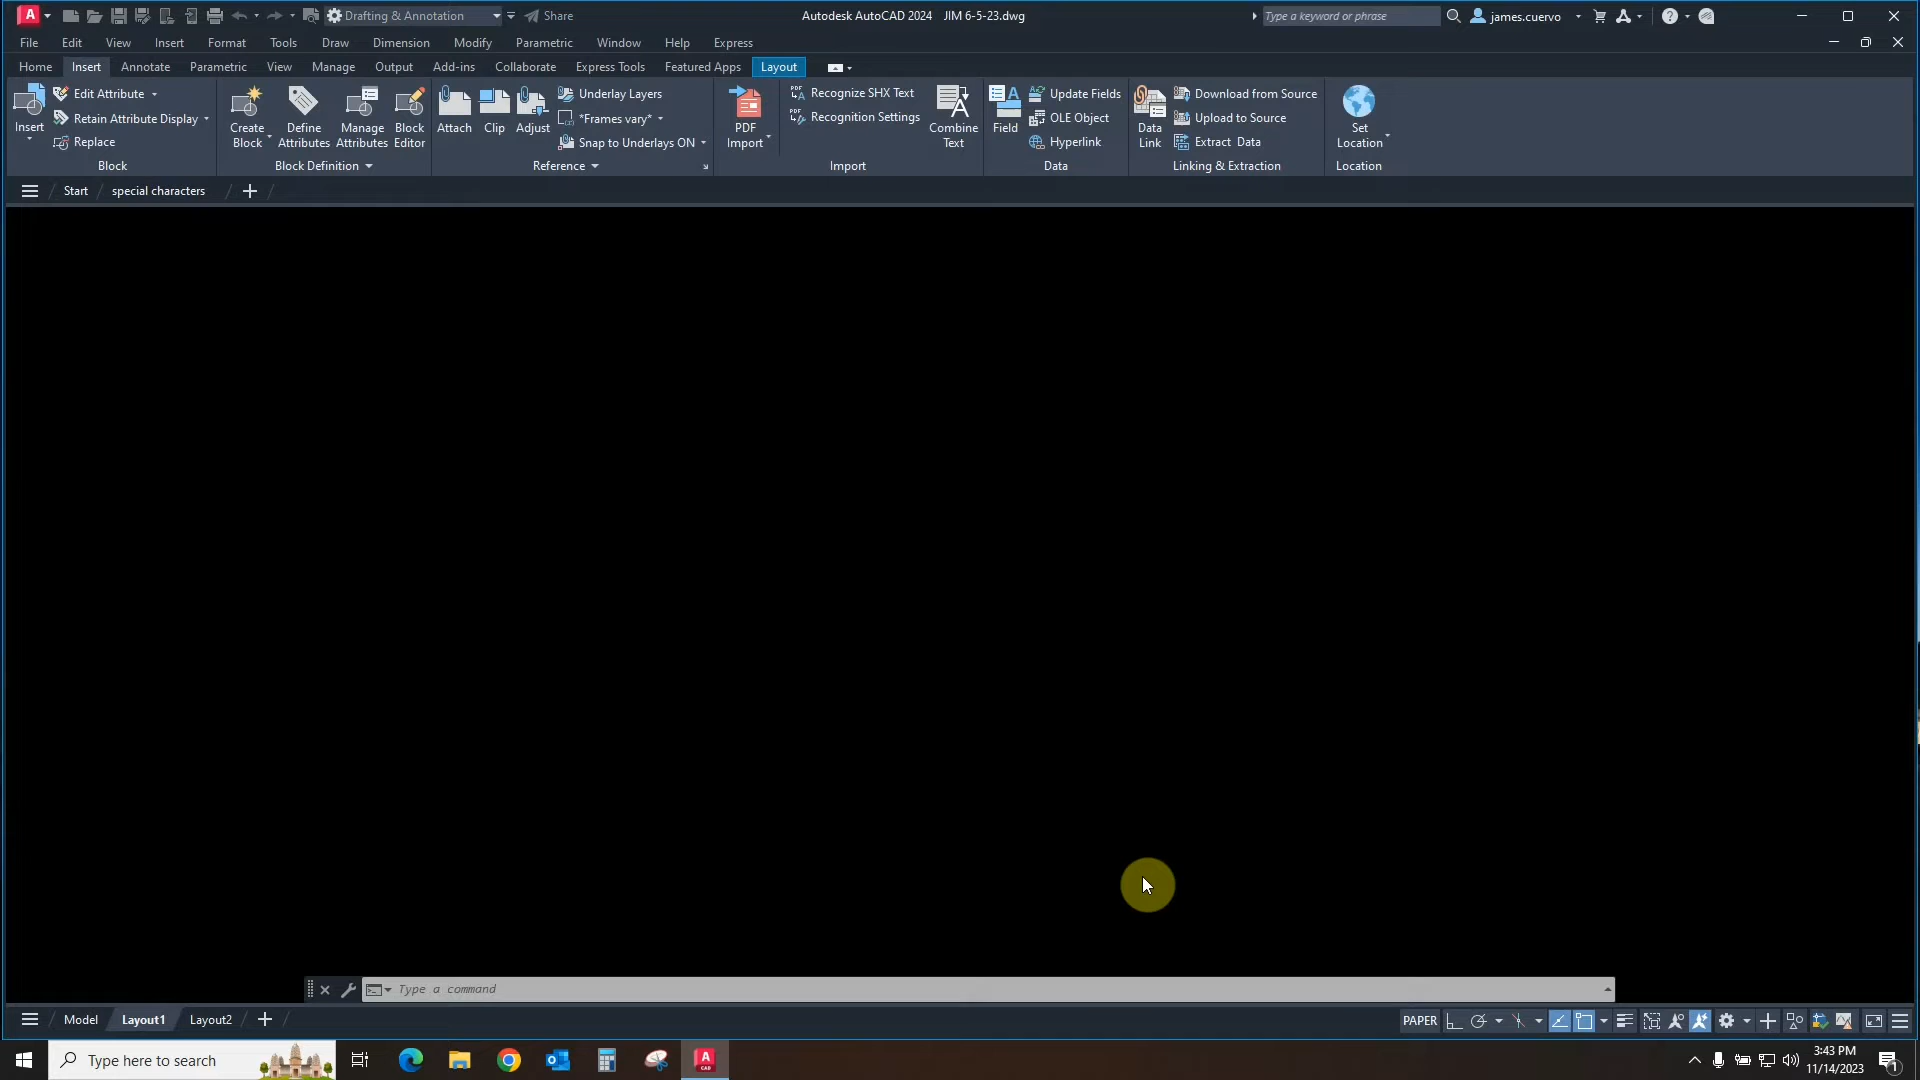 A Drafting & Annotation Share Autodesk AutoCAD 2024 JIM 6-5-23.dwg Type a keyword or phrase james.cuervo ?
File Edit View Insert Format Tools Draw Dimension Modify Parametric Window Help Express
Home Insert Annotate Parametric View Manage Output Add-ins Collaborate Express Tools Featured Apps Layout
Insert
Edit Attribute
Retain Attribute Display
Replace
Block
Create
Block
Define
Attributes
Manage
Attributes
Block
Editor
Block Definition
Attach
Clip
Adjust
Underlay Layers
*Frames vary*
Snap to Underlays ON
Reference
PDF
Import
Recognize SHX Text
Recognition Settings
Combine
Text
Import
Field
Update Fields
OLE Object
Hyperlink
Data
Data
Link
Download from Source
Upload to Source
Extract Data
Linking & Extraction
Set
Location
Location
Start special characters
Type a command
Model Layout1 Layout2 PAPER
Type here to search
A
CAD
3:43 PM
11/14/2023
1